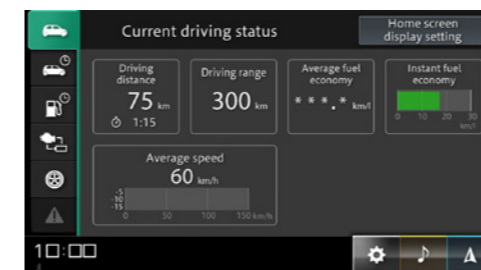 Current driving status
Home screen
display setting
Driving
distance
75 km
1:15
Driving range
300 km
Average fuel
economy
* * *.* km/l
Instant fuel
economy
0 10 20 30
km/l
Average speed
60 km/h
-5
-10
-15
0 50 100 150 km/h
10:00